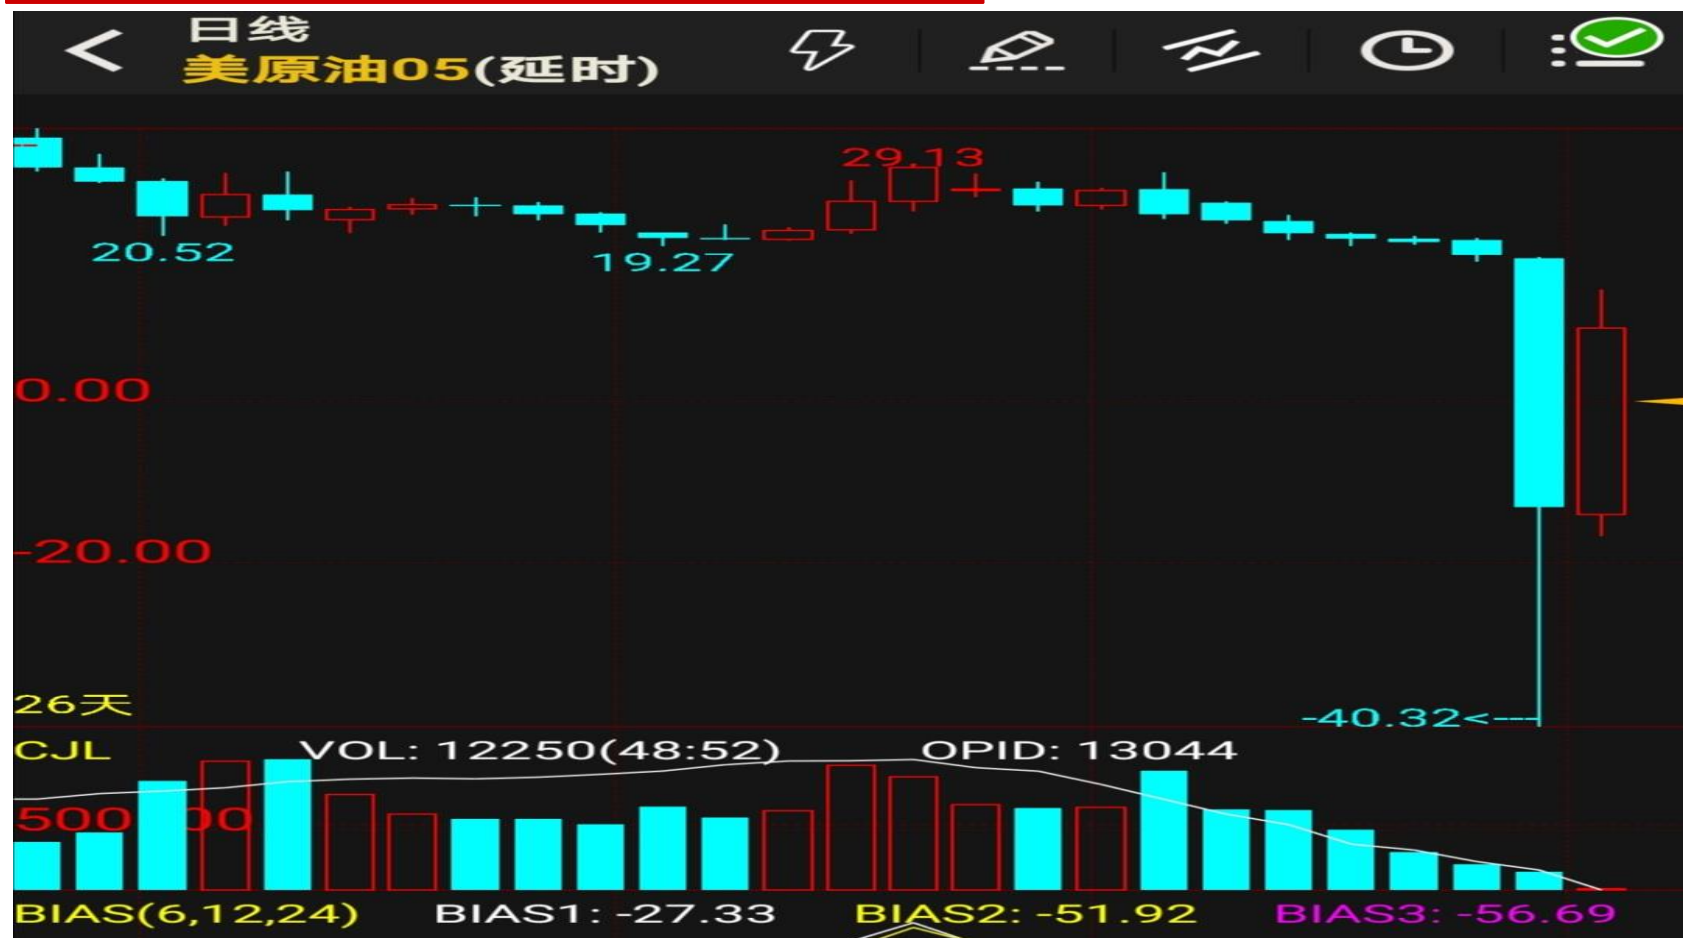 日线
美原油05(延时)
29.13
20.52
19.27
0.00
-20.00
26天
-40.32<---
CJL VOL: 12250(48:52) OPID: 13044
BIAS(6,12,24) BIAS1: -27.33 BIAS2: -51.92 BIAS3: -56.69